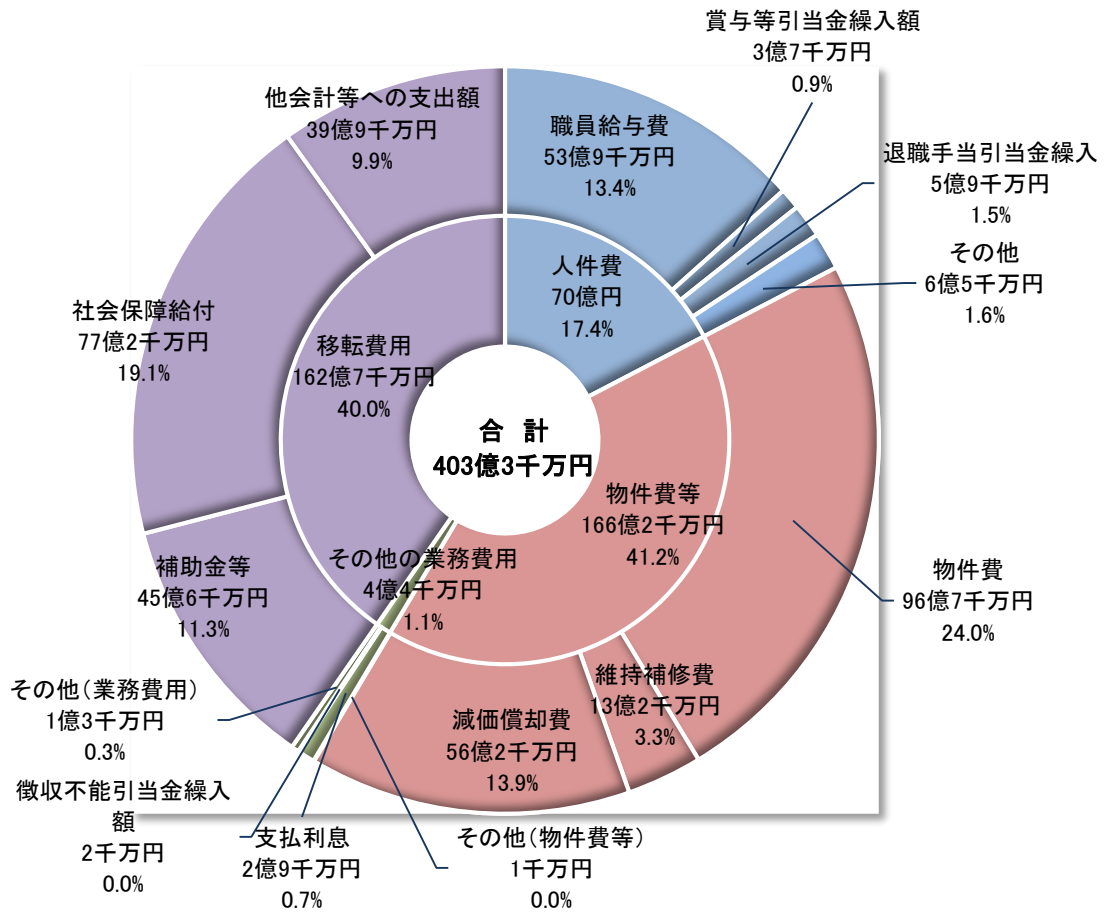 賞与等引当金繰入額
3億7千万円
0.9%
他会計等への支出額
39億9千万円
9.9%
職員給与費
53億9千万円
13.4%
退職手当引当金繰入
5億9千万円
1.5%
その他
6億5千万円
1.6%
人件費
70億円
17.4%
社会保障給付
77億2千万円
19.1%
移転費用
162億7千万円
40.0%
合 計
403億3千万円
物件費等
166億2千万円
41.2%
物件費
96億7千万円
24.0%
その他の業務費用
4億4千万円
1.1%
補助金等
45億6千万円
11.3%
維持補修費
13億2千万円
3.3%
減価償却費
56億2千万円
13.9%
その他(業務費用)
1億3千万円
0.3%
徴収不能引当金繰入
額
2千万円
0.0%
支払利息
2億9千万円
0.7%
その他(物件費等)
1千万円
0.0%